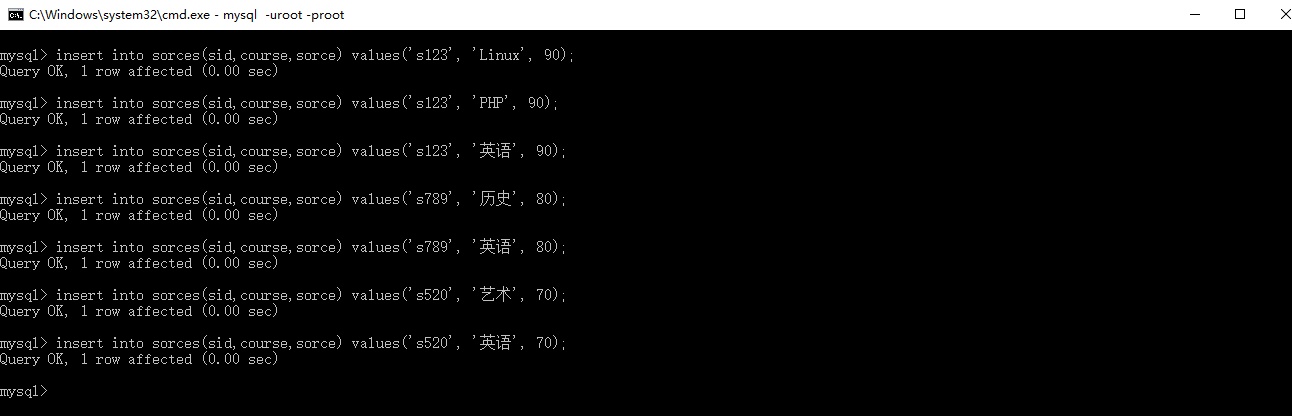 C:\Windows\system32\cmd.exe - mysql  -uroot -proot
mysql> insert into sorces(sid,course,sorce) values('s123', 'Linux', 90);
Query OK, 1 row affected (0.00 sec)
mysql> insert into sorces(sid,course,sorce) values('s123', 'PHP', 90);
Query OK, 1 row affected (0.00 sec)
mysql> insert into sorces(sid,course,sorce) values('s123', '英语', 90);
Query OK, 1 row affected (0.00 sec)
mysql> insert into sorces(sid,course,sorce) values('s789', '历史', 80);
Query OK, 1 row affected (0.00 sec)
mysql> insert into sorces(sid,course,sorce) values('s789', '英语', 80);
Query OK, 1 row affected (0.00 sec)
mysql> insert into sorces(sid,course,sorce) values('s520', '艺术', 70);
Query OK, 1 row affected (0.00 sec)
mysql> insert into sorces(sid,course,sorce) values('s520', '英语', 70);
Query OK, 1 row affected (0.00 sec)
mysql>